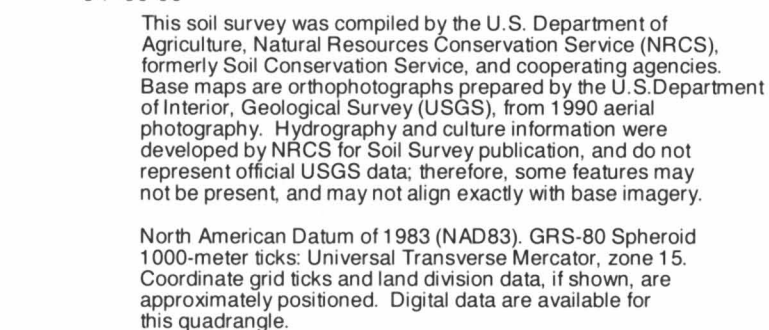 This soil survey was compiled by the U.S. Department of
Agriculture, Natural Resources Conservation Service (NRCS),
formerly Soil Conservation Service, and cooperating agencies.
Base maps are orthophotographs prepared by the U.S.Department
of Interior, Geological Survey (USGS), from 1990 aerial
photography. Hydrography and culture information were
developed by NRCS for Soil Survey publication, and do not
represent official USGS data; therefore, some features may
not be present, and may not align exactly with base imagery.
North American Datum of 1983 (NAD83). GRS-80 Spheroid
1000-meter ticks: Universal Transverse Mercator, zone 15.
Coordinate grid ticks and land division data, if shown, are
approximately positioned. Digital data are available for
this quadrangle.